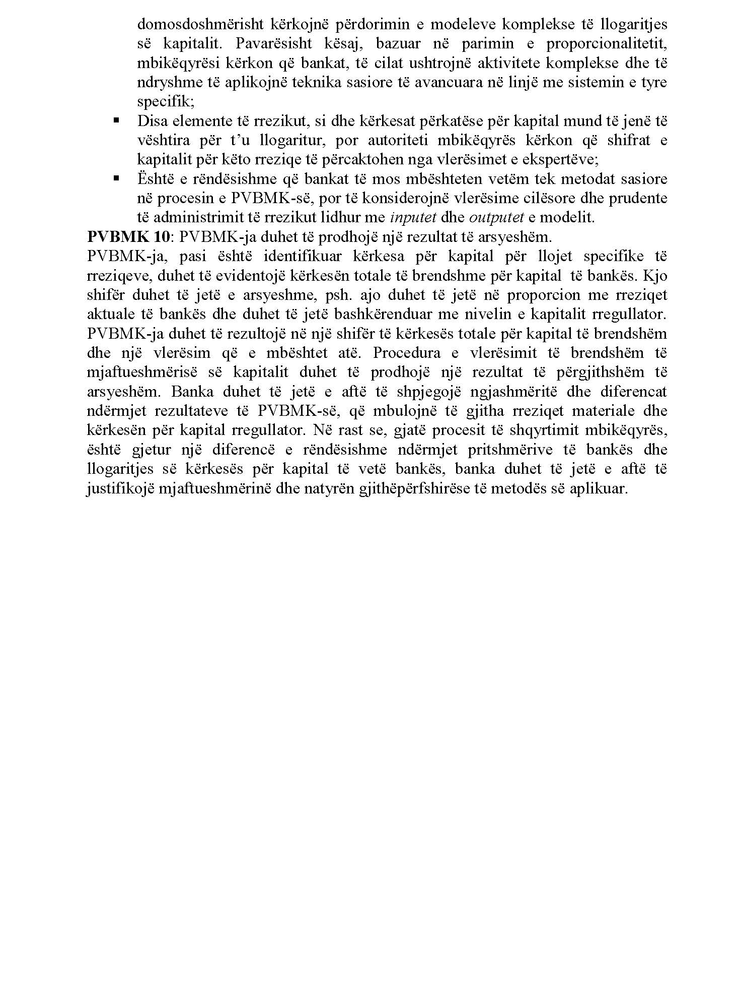 domosdoshmërisht kërkojnë përdorimin e modeleve komplekse të llogaritjes
së kapitalit. Pavarësisht kësaj, bazuar në parimin e proporcionalitetit,
mbikëqyrësi kërkon që bankat, të cilat ushtrojnë aktivitete komplekse dhe të
ndryshme të aplikojnë teknika sasiore të avancuara në linjë me sistemin e tyre
specifik;
▪ Disa elemente të rrezikut, si dhe kërkesat përkatëse për kapital mund të jenë të
vështira për t’u llogaritur, por autoriteti mbikëqyrës kërkon që shifrat e
kapitalit për këto rreziqe të përcaktohen nga vlerësimet e ekspertëve;
▪ Është e rëndësishme që bankat të mos mbështeten vetëm tek metodat sasiore
në procesin e PVBMK-së, por të konsiderojnë vlerësime cilësore dhe prudente
të administrimit të rrezikut lidhur me inputet dhe outputet e modelit.
PVBMK 10: PVBMK-ja duhet të prodhojë një rezultat të arsyeshëm.
PVBMK-ja, pasi është identifikuar kërkesa për kapital për llojet specifike të
rreziqeve, duhet të evidentojë kërkesën totale të brendshme për kapital të bankës. Kjo
shifër duhet të jetë e arsyeshme, psh. ajo duhet të jetë në proporcion me rreziqet
aktuale të bankës dhe duhet të jetë bashkërenduar me nivelin e kapitalit rregullator.
PVBMK-ja duhet të rezultojë në një shifër të kërkesës totale për kapital të brendshëm
dhe një vlerësim që e mbështet atë. Procedura e vlerësimit të brendshëm të
mjaftueshmërisë së kapitalit duhet të prodhojë një rezultat të përgjithshëm të
arsyeshëm. Banka duhet të jetë e aftë të shpjegojë ngjashmëritë dhe diferencat
ndërmjet rezultateve të PVBMK-së, që mbulojnë të gjitha rreziqet materiale dhe
kërkesën për kapital rregullator. Në rast se, gjatë procesit të shqyrtimit mbikëqyrës,
është gjetur një diferencë e rëndësishme ndërmjet pritshmërive të bankës dhe
llogaritjes së kërkesës për kapital të vetë bankës, banka duhet të jetë e aftë të
justifikojë mjaftueshmërinë dhe natyrën gjithëpërfshirëse të metodës së aplikuar.